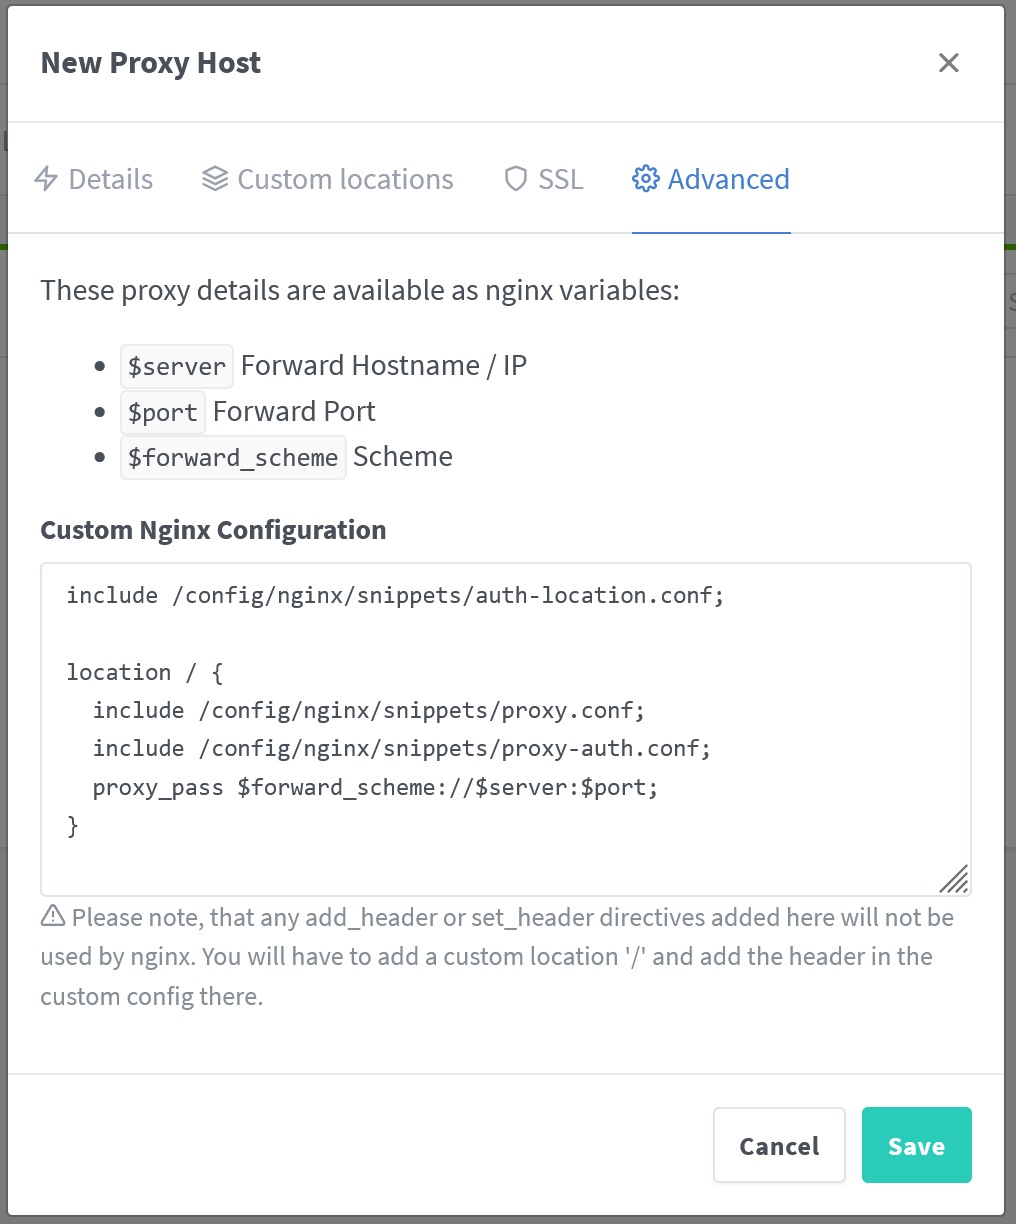 New Proxy Host
Details Custom locations SSL Advanced
These proxy details are available as nginx variables:
$server Forward Hostname / IP
$port Forward Port
$forward_scheme Scheme
Custom Nginx Configuration
include /config/nginx/snippets/auth-location.conf;
location / {
  include /config/nginx/snippets/proxy.conf;
  include /config/nginx/snippets/proxy-auth.conf;
  proxy_pass $forward_scheme://$server:$port;
}
Please note, that any add_header or set_header directives added here will not be
used by nginx. You will have to add a custom location '/' and add the header in the
custom config there.
Cancel Save